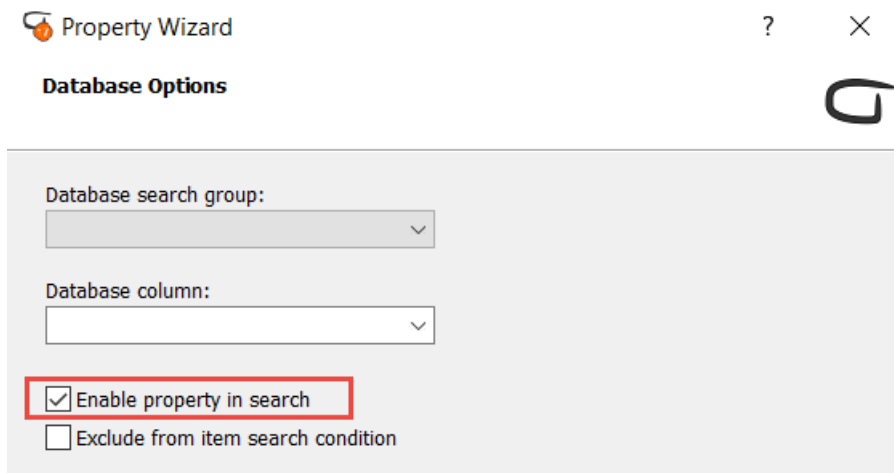 Property Wizard ?
Database Options
Database search group:
Database column:
Enable property in search
Exclude from item search condition